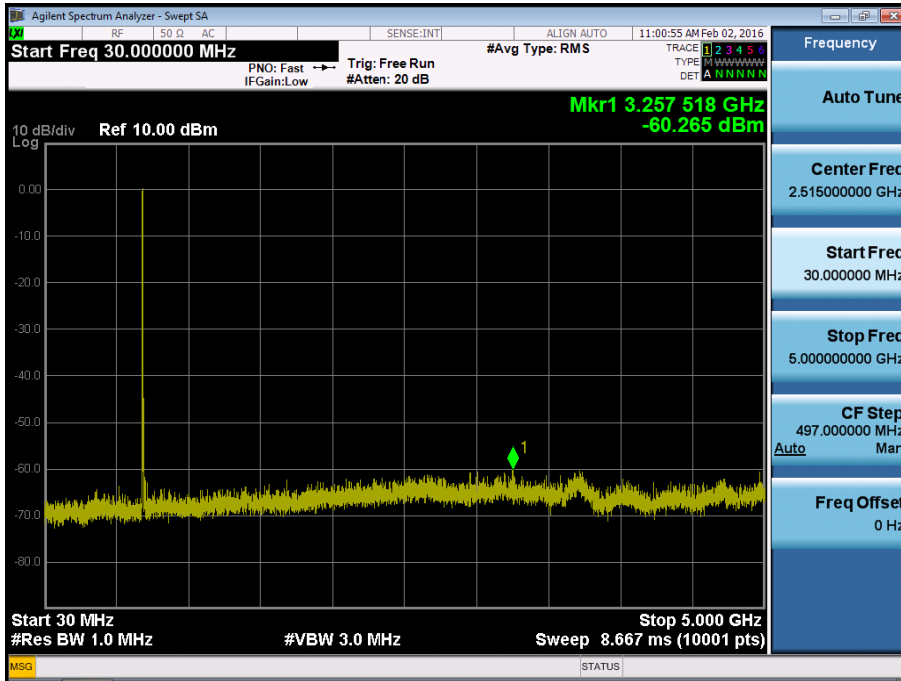 Agilent Spectrum Analyzer - Swept SA
LXI RF 50 Ω AC SENSE:INT ALIGN AUTO 11:00:55 AM Feb 02, 2016
Start Freq 30.000000 MHz #Avg Type: RMS TRACE 1 2 3 4 5 6 Frequency
PNO: Fast Trig: Free Run TYPE M WWWWW
IFGain:Low #Atten: 20 dB DET A N N N N N
Auto Tune
Mkr1 3.257 518 GHz
10 dB/div Ref 10.00 dBm -60.265 dBm
Log
Center Freq
2.515000000 GHz
0.00
-10.0
Start Freq
30.000000 MHz
-20.0
-30.0
Stop Freq
5.000000000 GHz
-40.0
CF Step
497.000000 MHz
Auto Man
-50.0
1
-60.0
Freq Offset
0 Hz
-70.0
-80.0
Start 30 MHz Stop 5.000 GHz
#Res BW 1.0 MHz #VBW 3.0 MHz Sweep 8.667 ms (10001 pts)
MSG STATUS